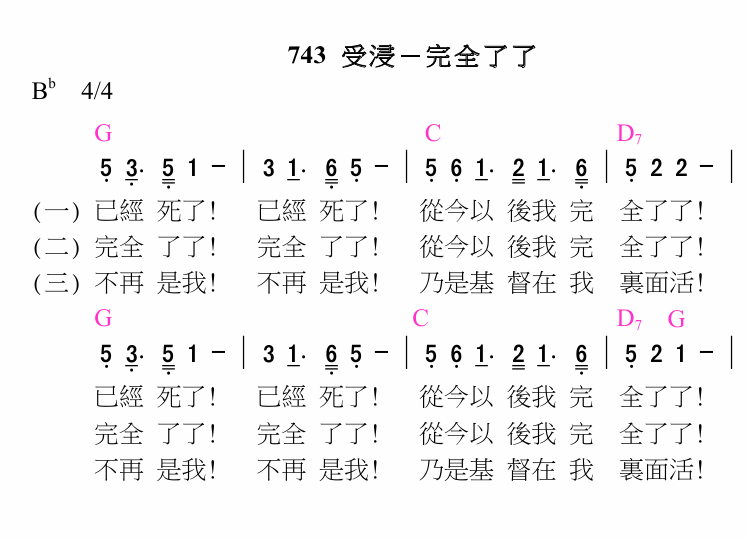 743 受浸－完全了了
Bb 4/4
G C D7
5 3· 5 1 － | 3 1· 6 5 － | 5 6 1· 2 1· 6 | 5 2 2 － |
(一) 已經 死了! 已經 死了! 從今以 後我 完 全了了!
(二) 完全 了了! 完全 了了! 從今以 後我 完 全了了!
(三) 不再 是我! 不再 是我! 乃是基 督在 我 裏面活!
G C D7 G
5 3· 5 1 － | 3 1· 6 5 － | 5 6 1· 2 1· 6 | 5 2 1 － |
已經 死了! 已經 死了! 從今以 後我 完 全了了!
完全 了了! 完全 了了! 從今以 後我 完 全了了!
不再 是我! 不再 是我! 乃是基 督在 我 裏面活!